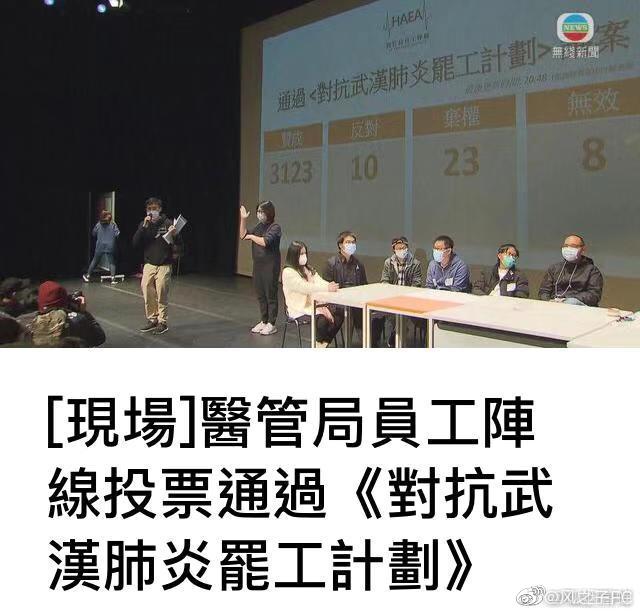 HAEA
NEWS
無綫新聞
通過<對抗武漢肺炎罷工計劃>
案
20:48
贊成
反對
棄權
無效
3123
10
23
8
[現場]醫管局員工陣
線投票通過《對抗武
漢肺炎罷工計劃》